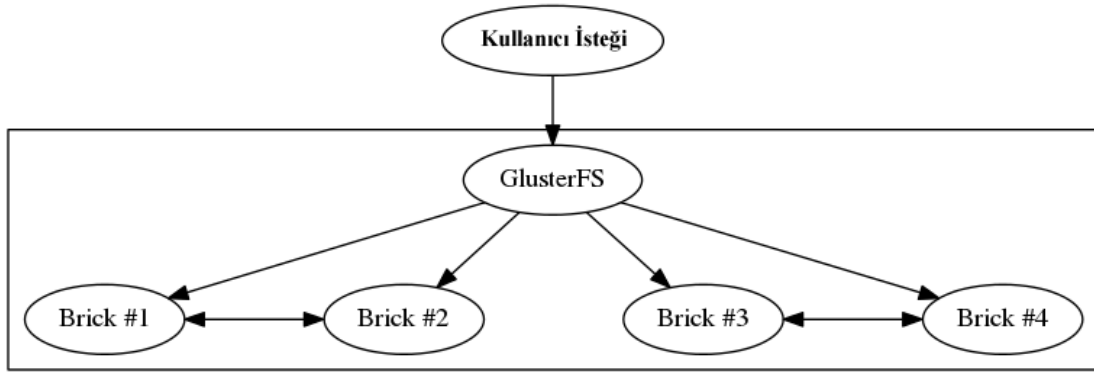 Kullanıcı İsteği
GlusterFS
Brick #1
Brick #2
Brick #3
Brick #4